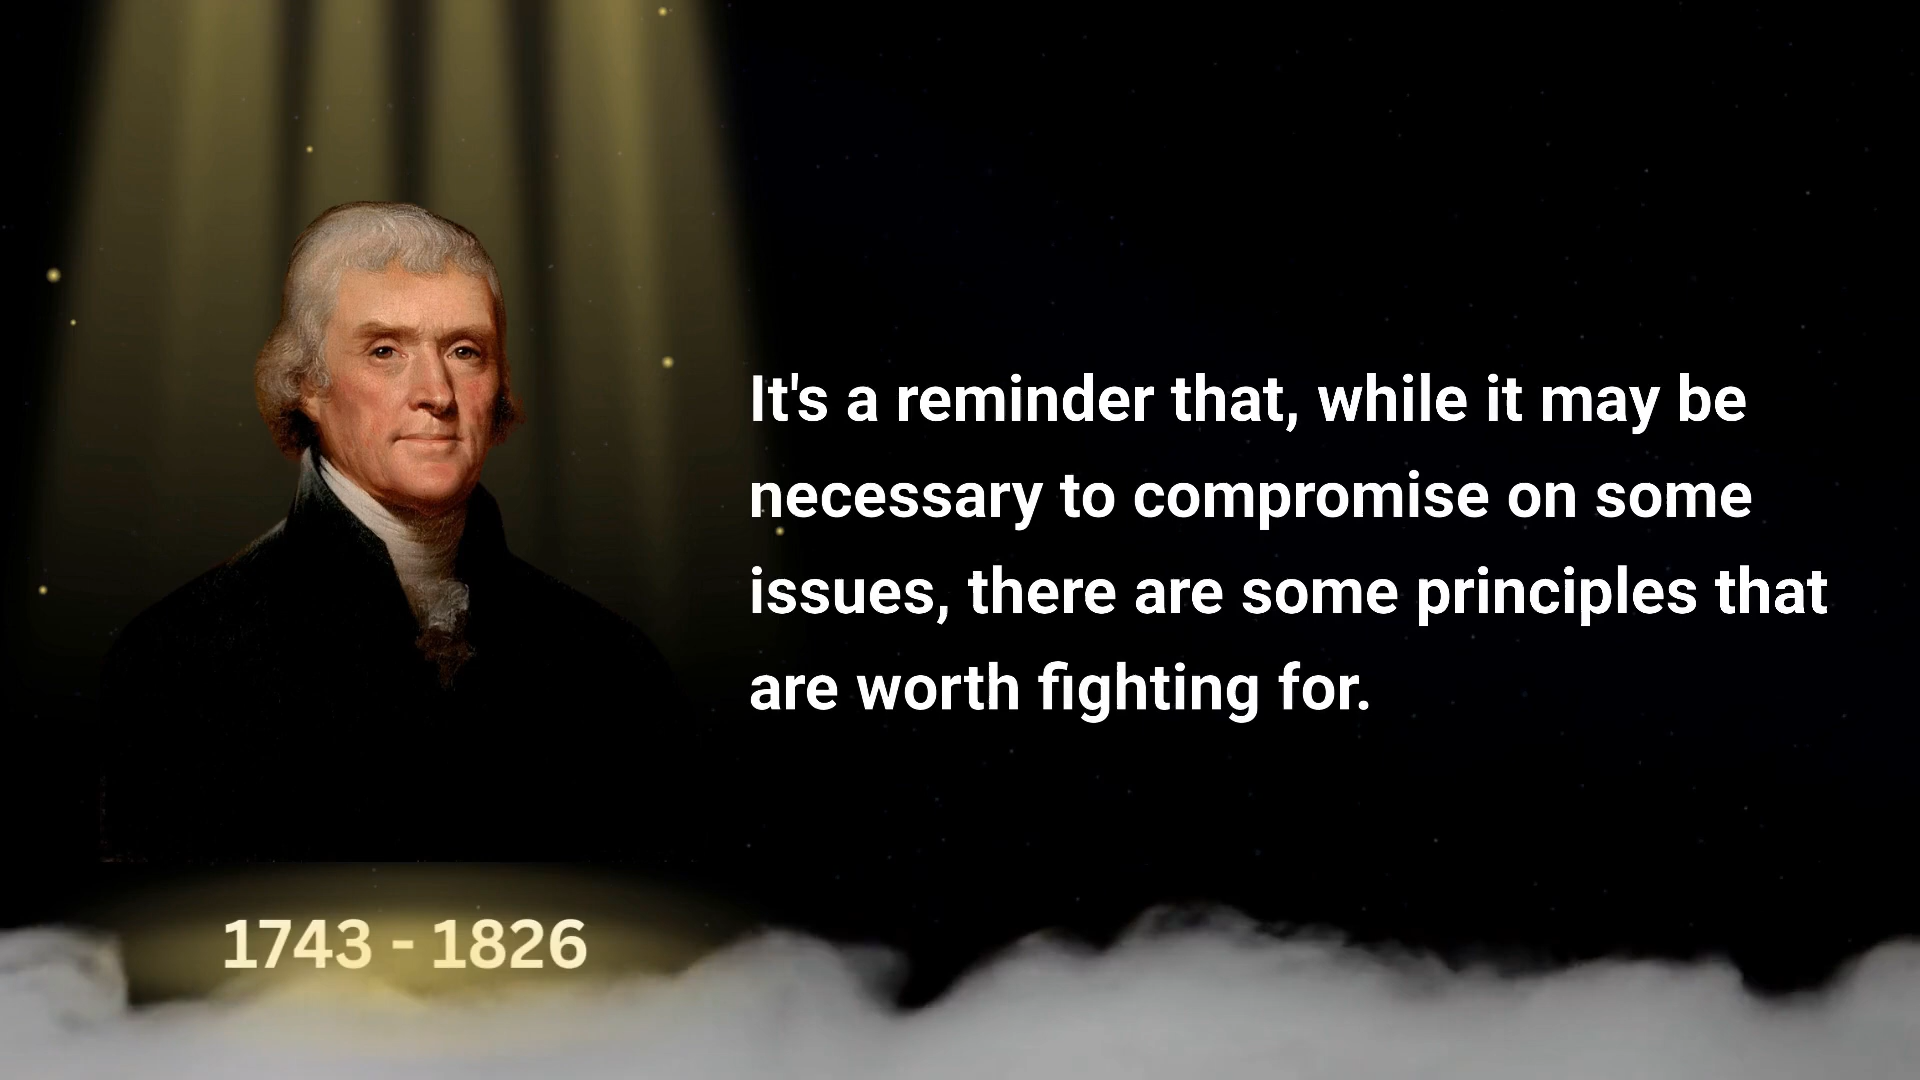 It's a reminder that, while it may be
necessary to compromise on some
issues, there are some principles that
are worth fighting for.
1743 - 1826